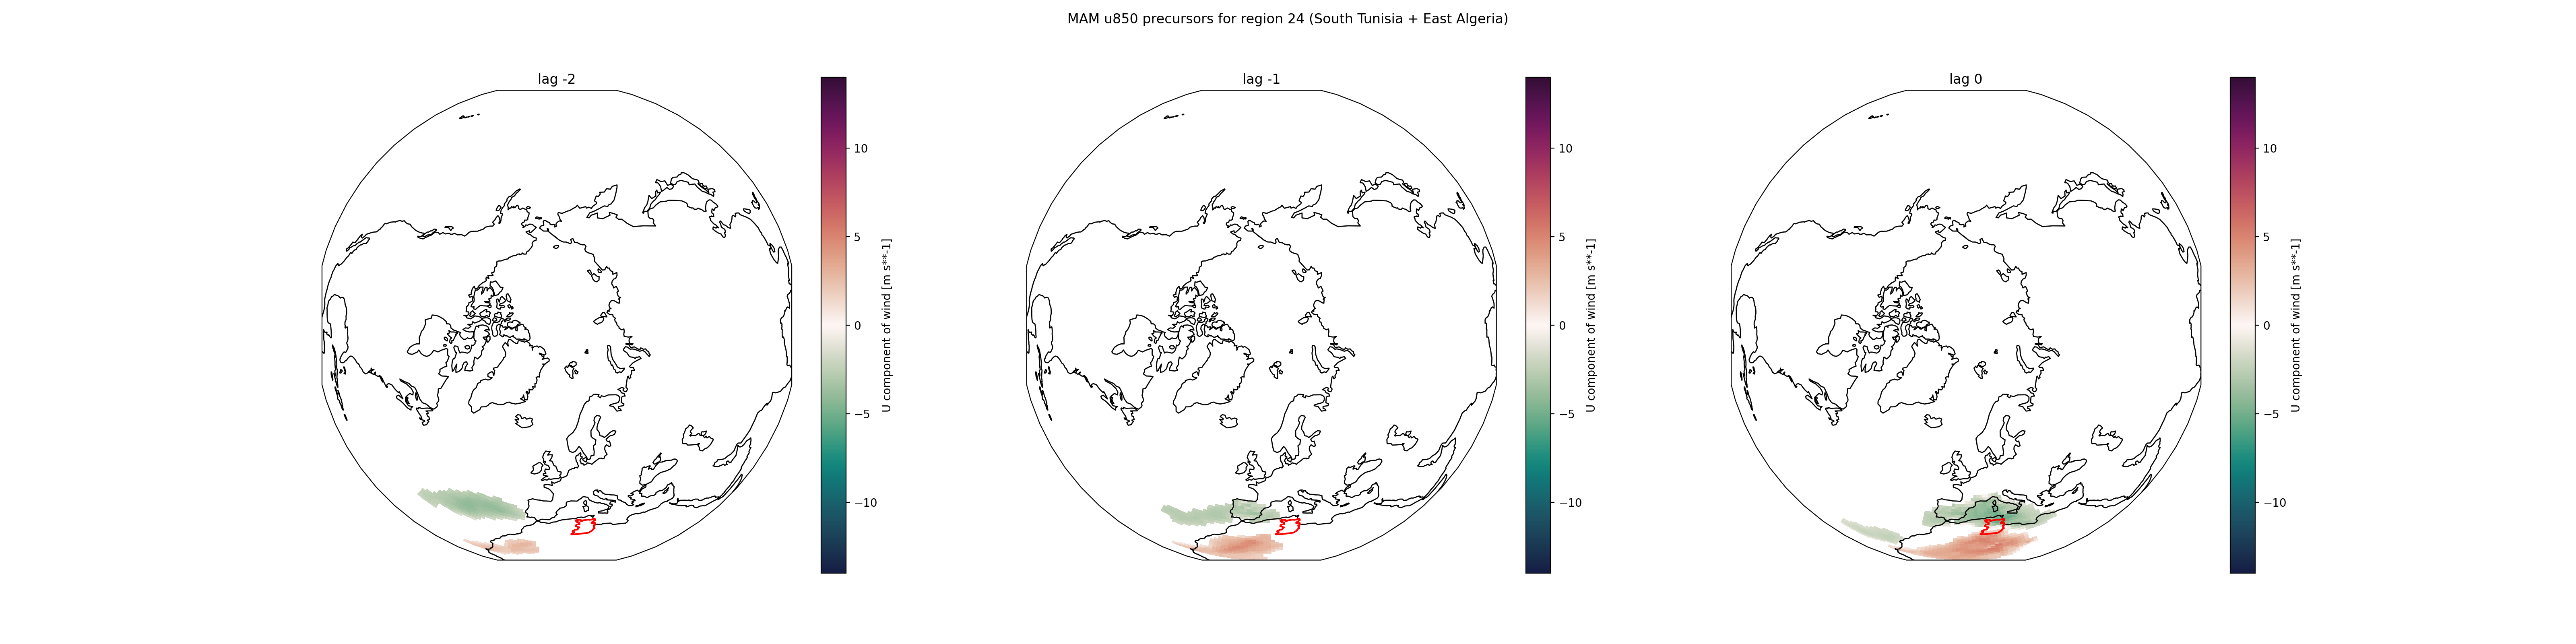 MAM u850 precursors for region 24 (South Tunisia + East Algeria)
lag -2
10
5
0
−5
−10
U component of wind [m s**-1]
lag -1
10
5
0
−5
−10
U component of wind [m s**-1]
lag 0
10
5
0
−5
−10
U component of wind [m s**-1]